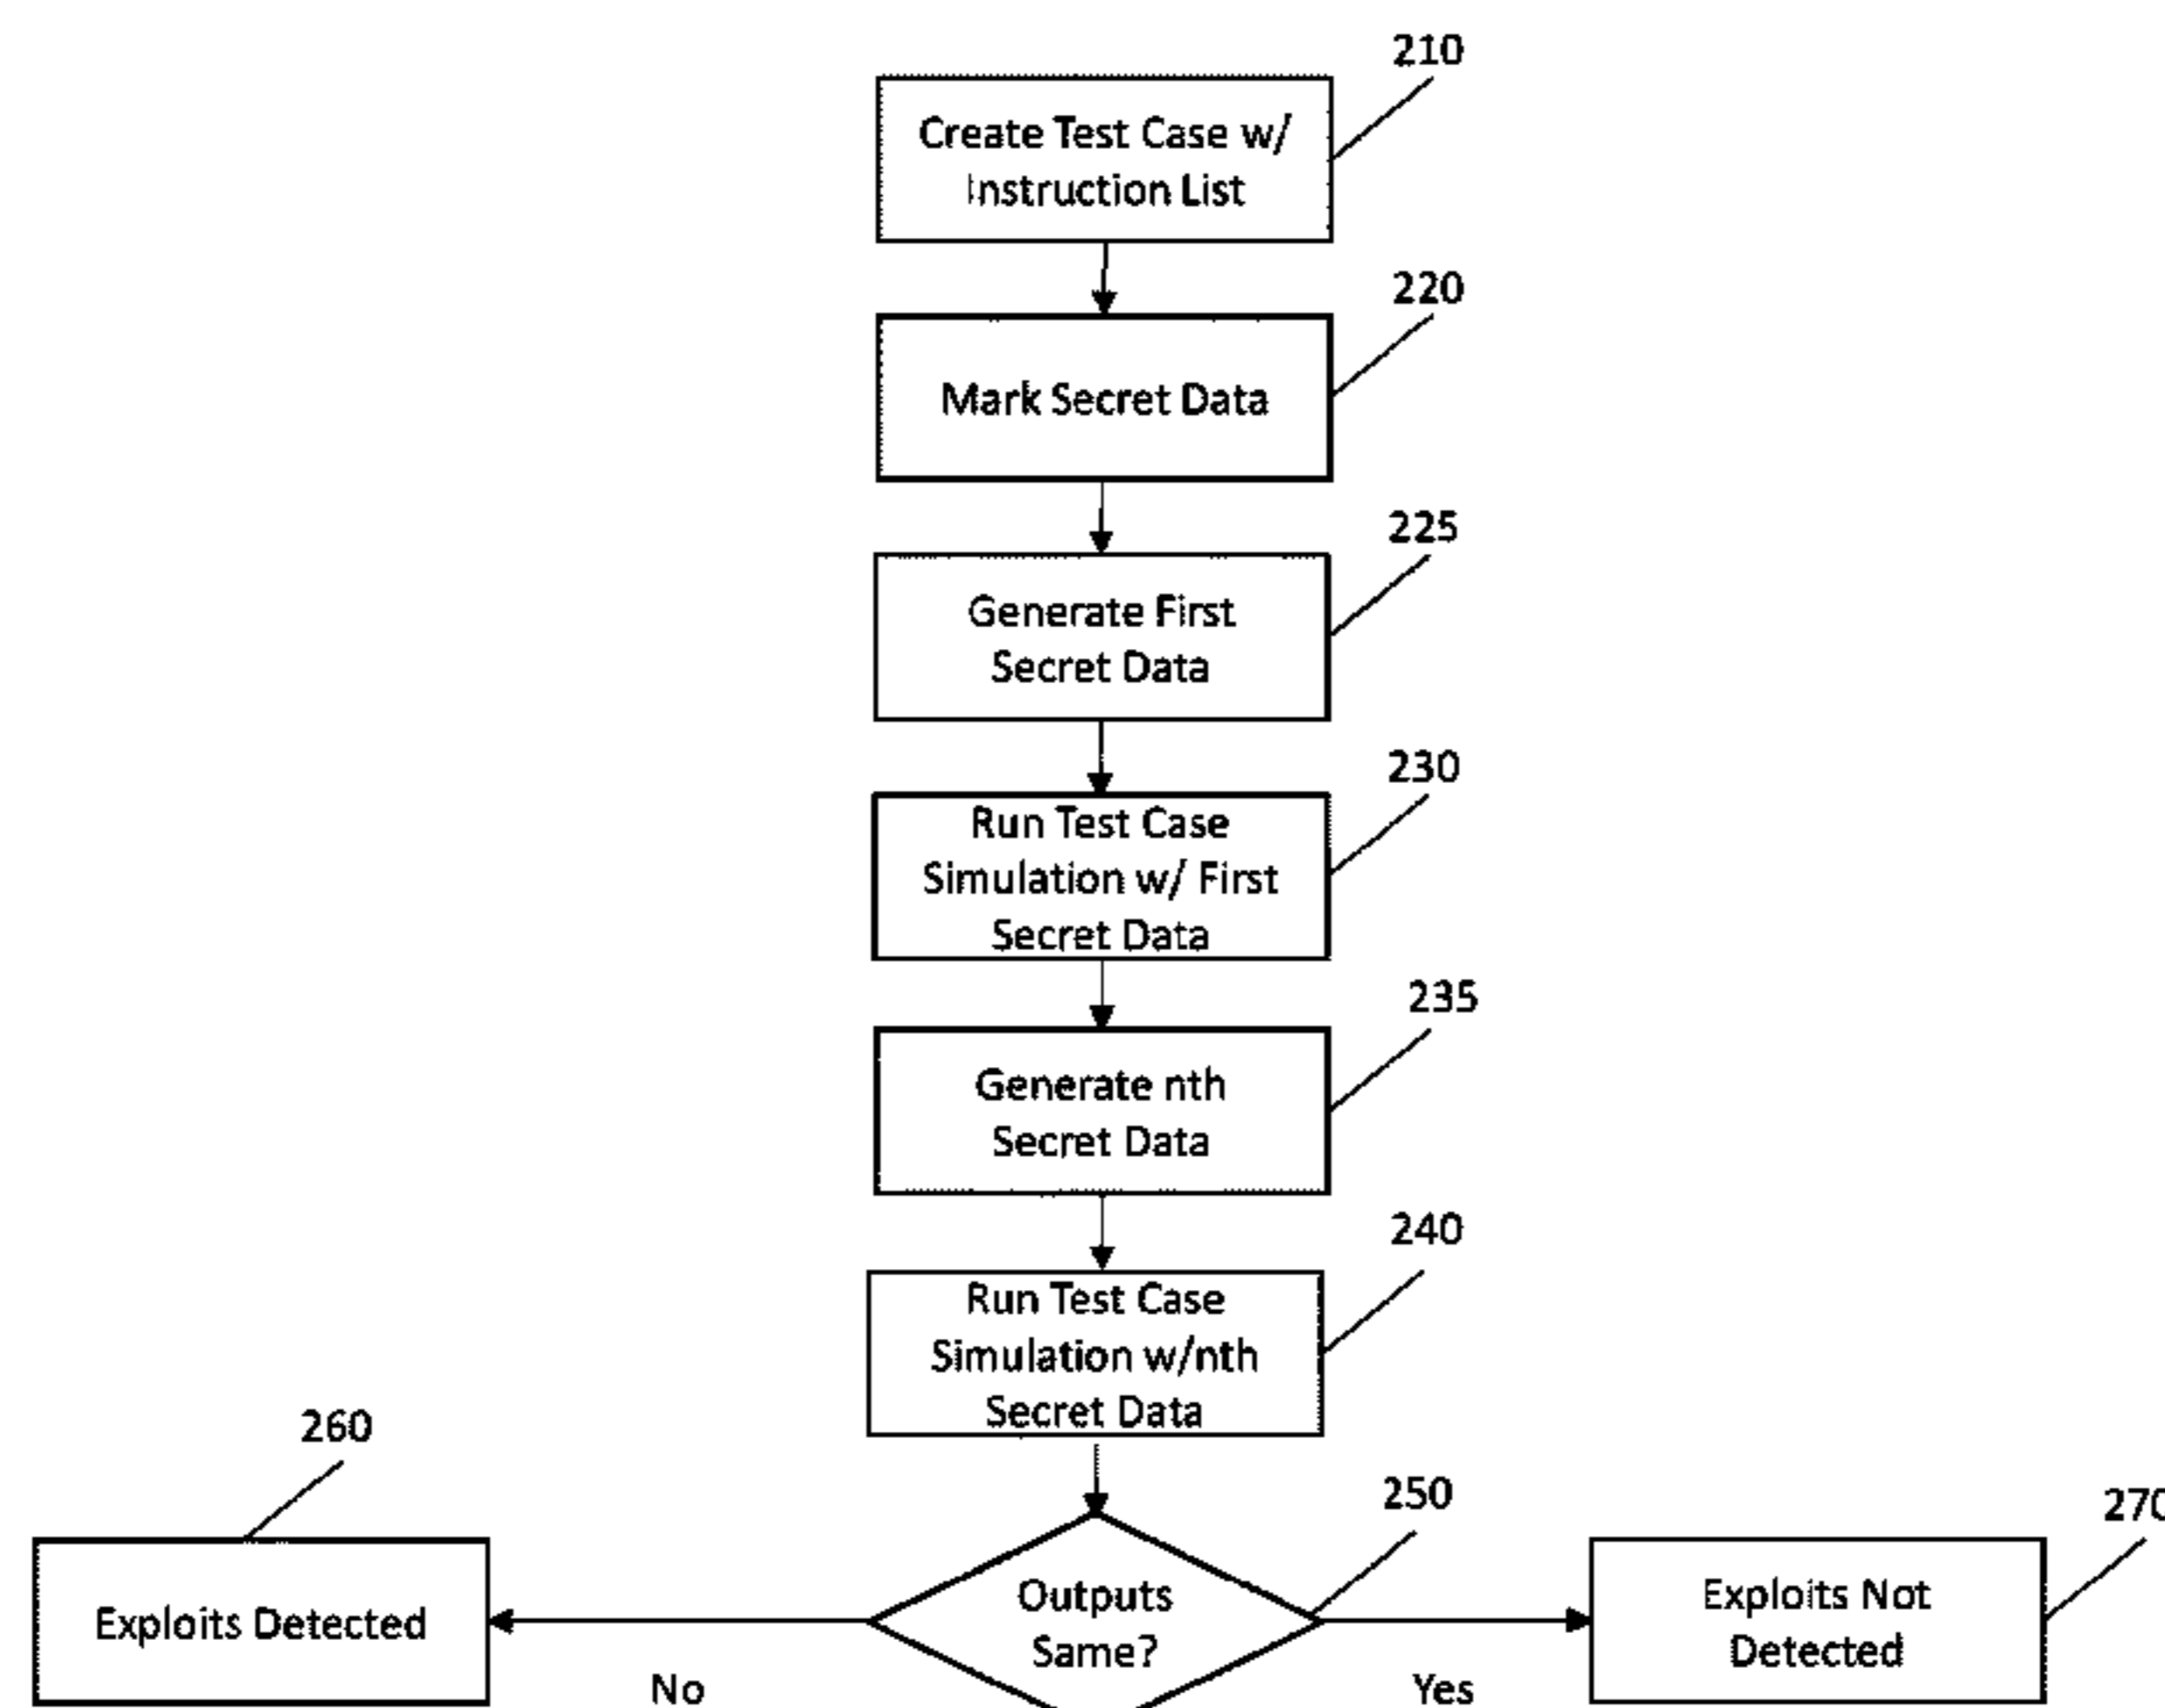 210
Create Test Case w/
Instruction List
220
Mark Secret Data
225
Generate First
Secret Data
230
Run Test Case
Simulation w/ First
Secret Data
235
Generate nth
Secret Data
240
Run Test Case
Simulation w/nth
Secret Data
260
250
270
Exploits Detected
Outputs
Same?
Exploits Not
Detected
No
Yes